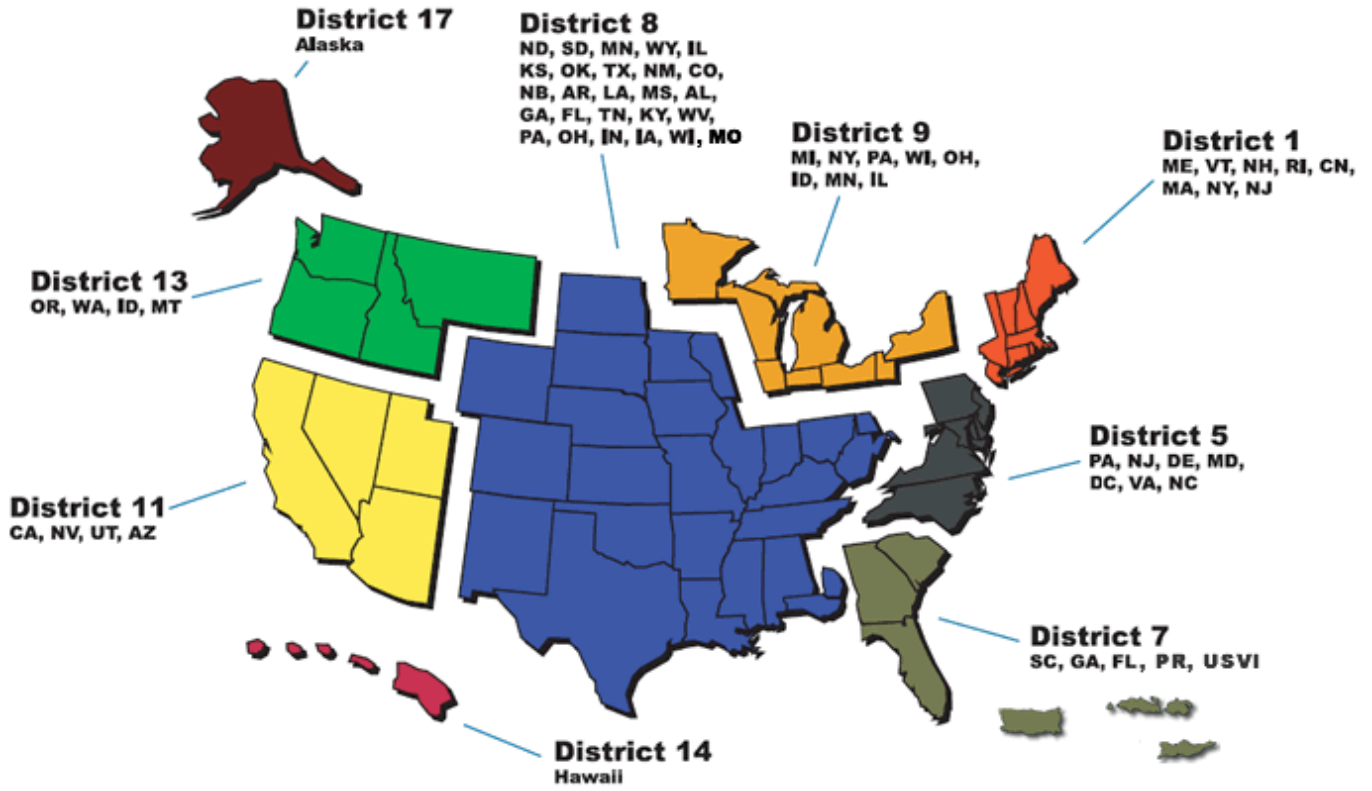 District 17
Alaska
District 8
ND, SD, MN, WY, IL
KS, OK, TX, NM, CO,
NB, AR, LA, MS, AL,
GA, FL, TN, KY, WV,
PA, OH, IN, IA, WI, MO
District 9
MI, NY, PA, WI, OH,
ID, MN, IL
District 1
ME, VT, NH, RI, CN,
MA, NY, NJ
District 13
OR, WA, ID, MT
District 5
PA, NJ, DE, MD,
DC, VA, NC
District 11
CA, NV, UT, AZ
District 7
SC, GA, FL, PR, USVI
District 14
Hawaii